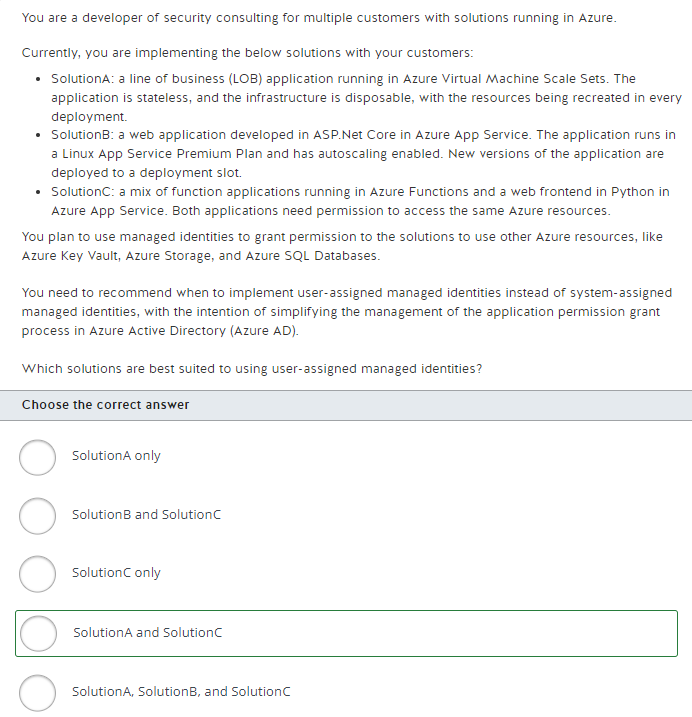 You are a developer of security consulting for multiple customers with solutions running in Azure.
Currently, you are implementing the below solutions with your customers:
• SolutionA: a line of business (LOB) application running in Azure Virtual Machine Scale Sets. The
application is stateless, and the infrastructure is disposable, with the resources being recreated in every
deployment.
• SolutionB: a web application developed in ASP.Net Core in Azure App Service. The application runs in
a Linux App Service Premium Plan and has autoscaling enabled. New versions of the application are
deployed to a deployment slot.
• SolutionC: a mix of function applications running in Azure Functions and a web frontend in Python in
Azure App Service. Both applications need permission to access the same Azure resources.
You plan to use managed identities to grant permission to the solutions to use other Azure resources, like
Azure Key Vault, Azure Storage, and Azure SQL Databases.
You need to recommend when to implement user-assigned managed identities instead of system-assigned
managed identities, with the intention of simplifying the management of the application permission grant
process in Azure Active Directory (Azure AD).
Which solutions are best suited to using user-assigned managed identities?
Choose the correct answer
SolutionA only
SolutionB and SolutionC
SolutionC only
SolutionA and SolutionC
SolutionA, SolutionB, and SolutionC